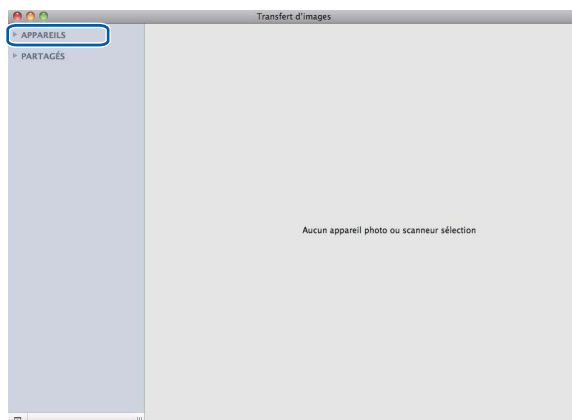 Transfert d'images
APPAREILS
PARTAGÉS
Aucun appareil photo ou scanneur sélection